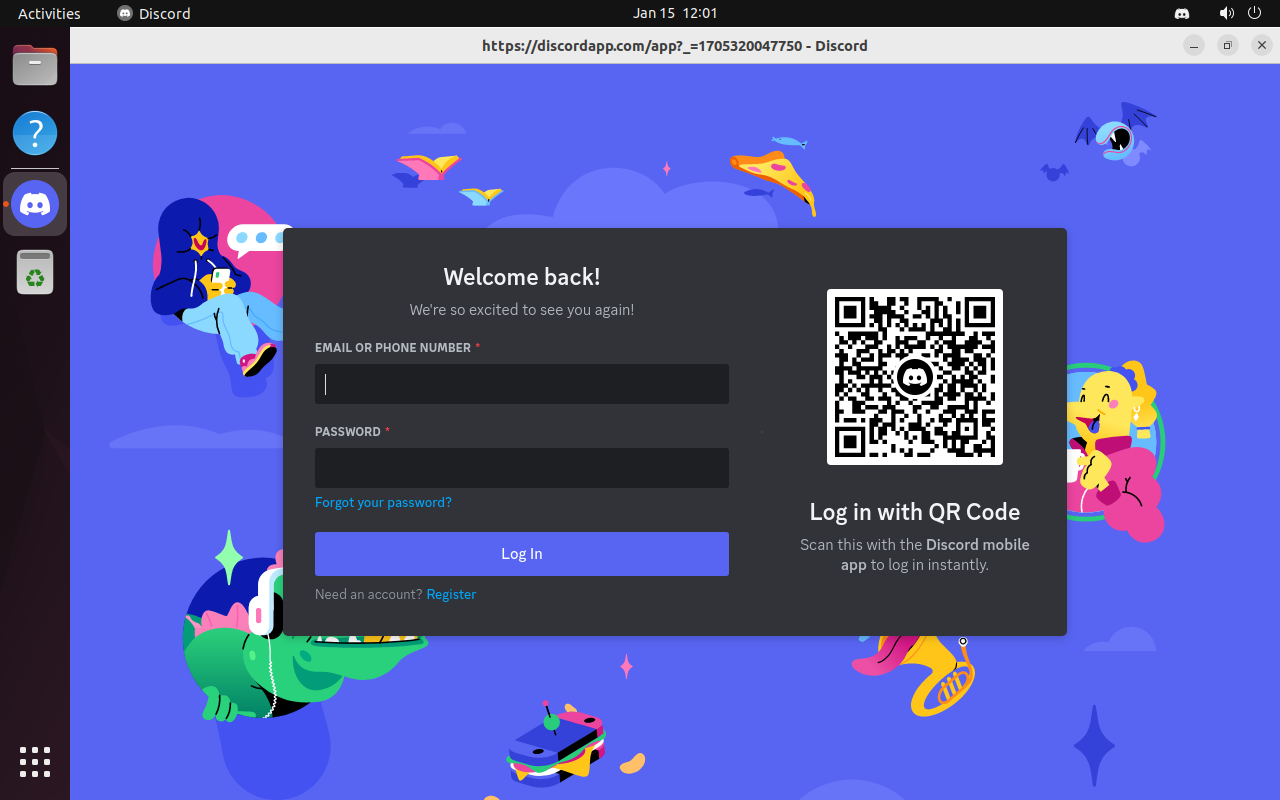 Activities
Discord
Jan 15 12:01
https://discordapp.com/app?_=1705320047750 - Discord
Welcome back!
We're so excited to see you again!
EMAIL OR PHONE NUMBER *
PASSWORD *
Forgot your password?
Log In
Need an account? Register
Log in with QR Code
Scan this with the Discord mobile
app to log in instantly.